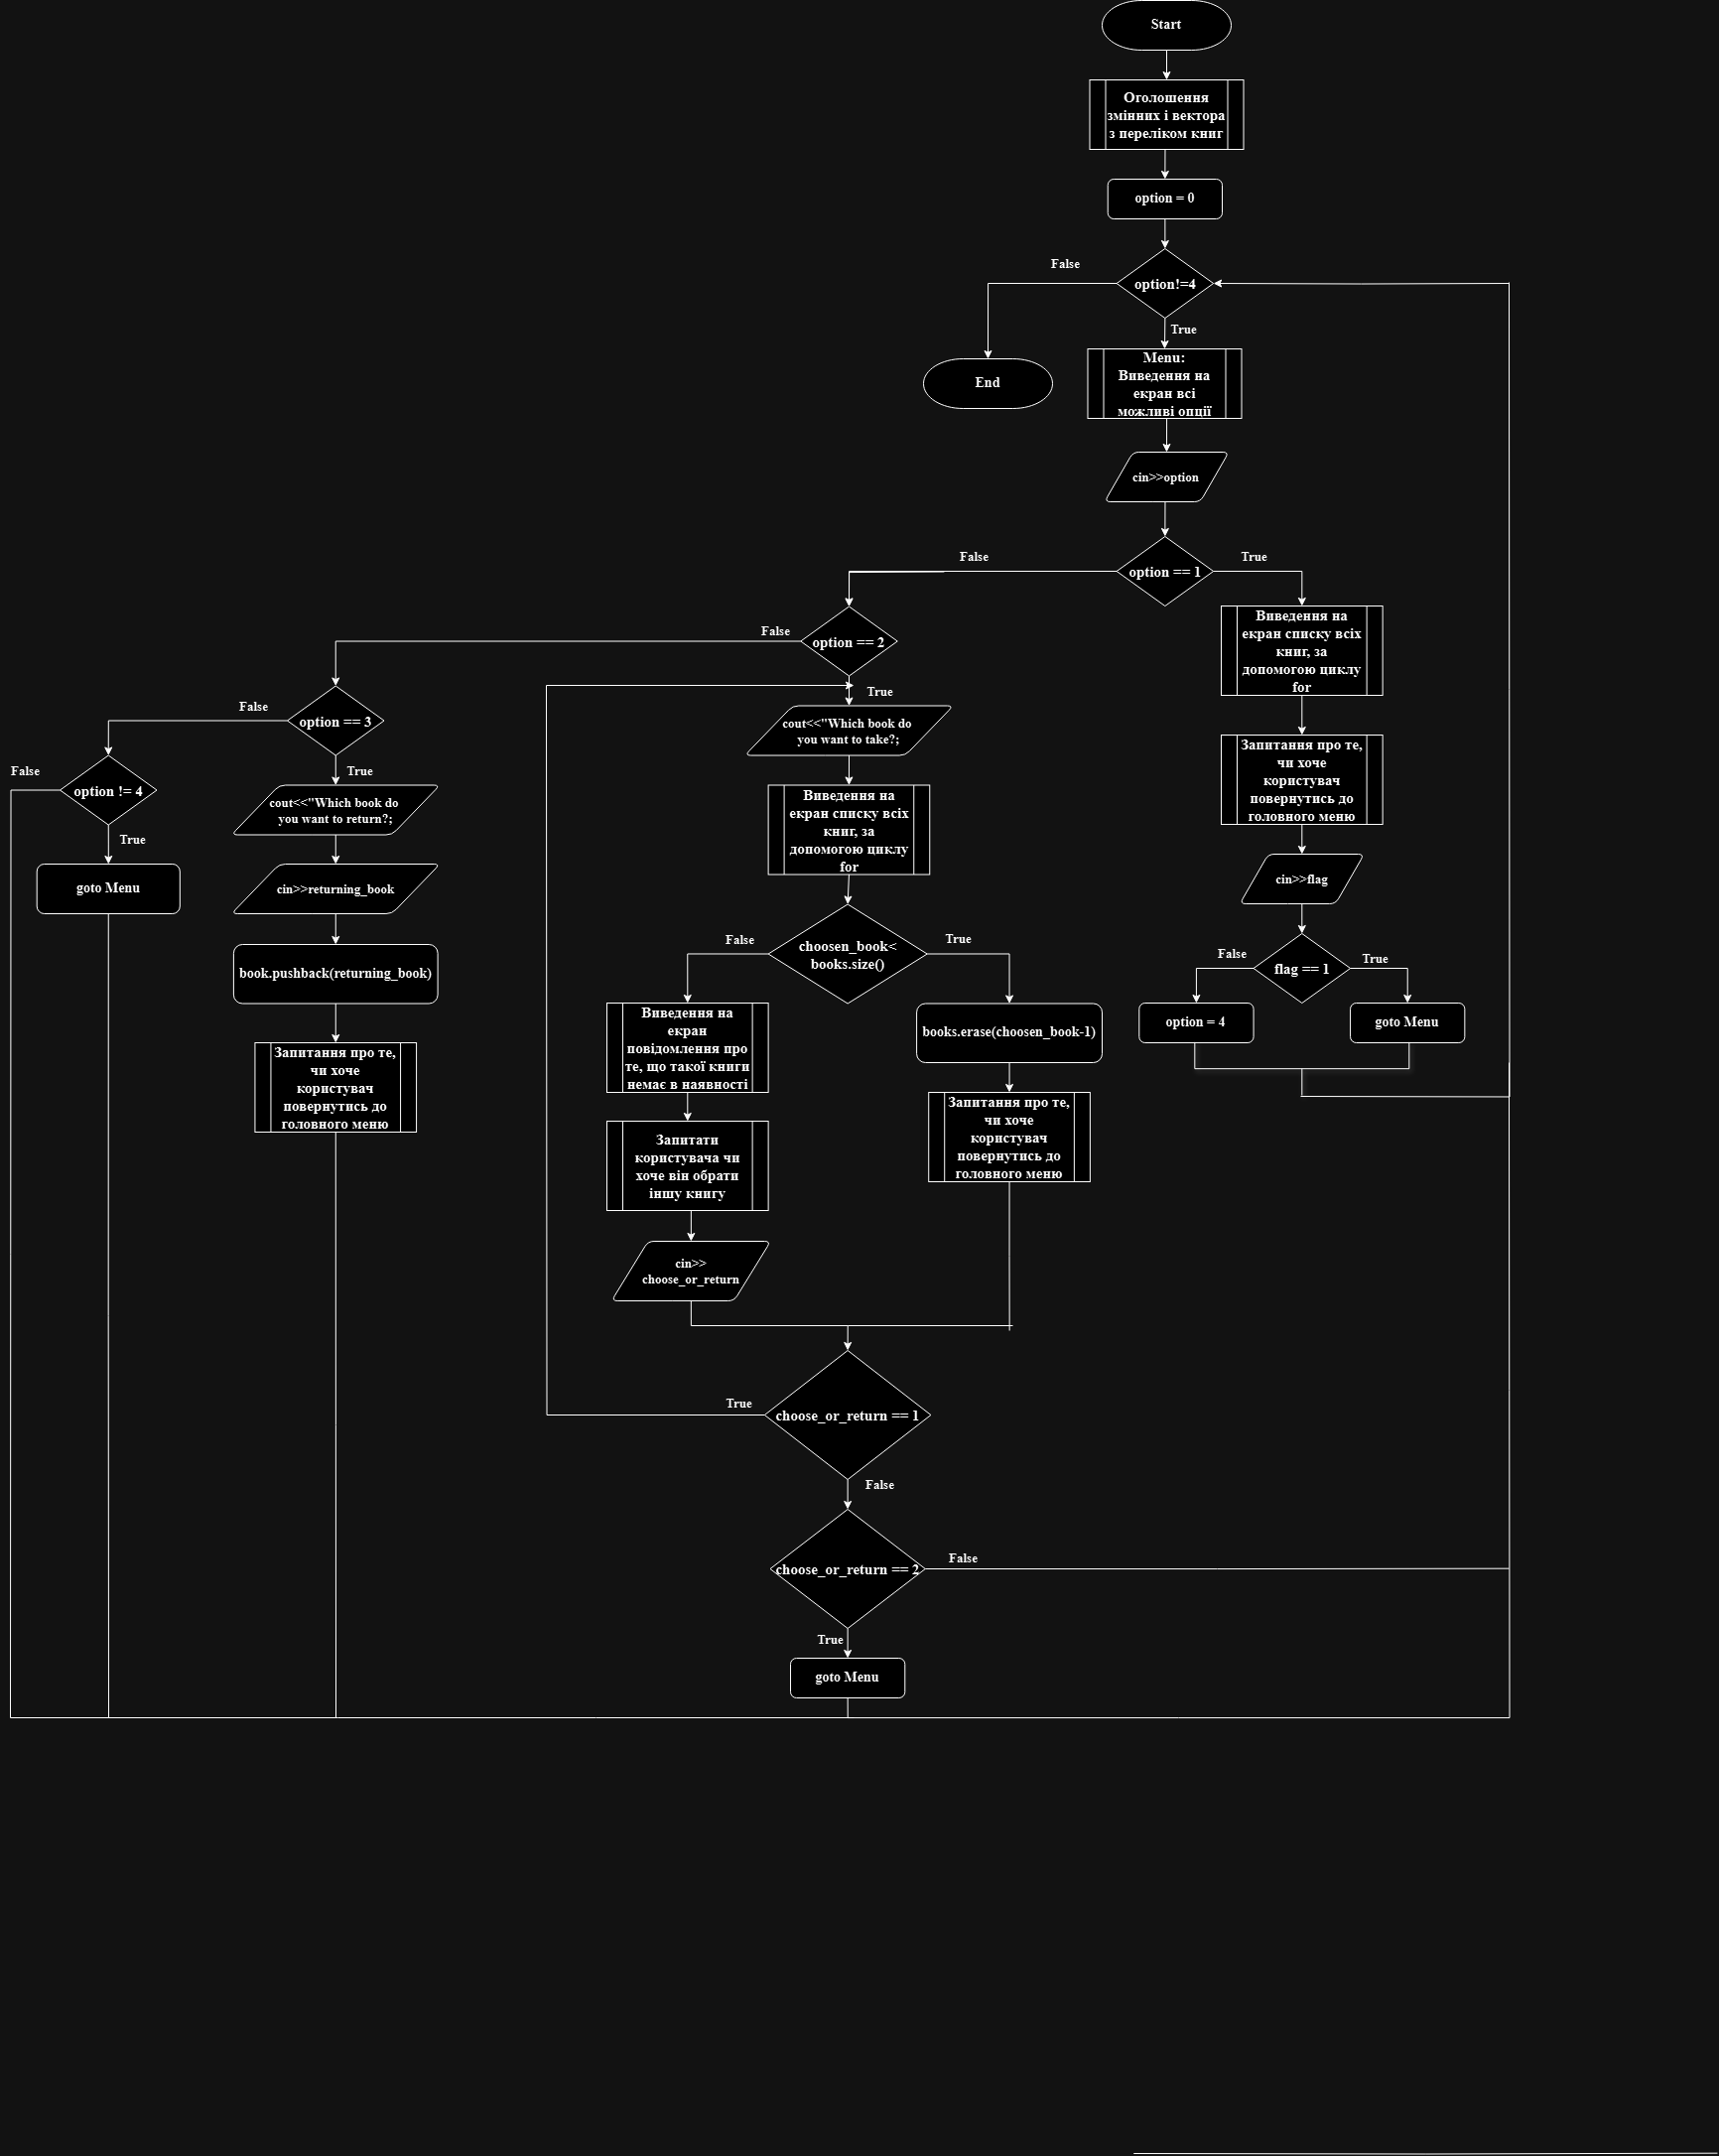 Start
Оголошення
змінних і вектора
з переліком книг
option = 0
False
option!=4
True
Menu:
Виведення на
екран всі
можливі опції
End
cin>>option
False
option == 1
True
Виведення на
екран списку всіх
книг, за
допомогою циклу
for
False
option == 2
True
False
option == 3
True
cout<<"Which book do
you want to take?;
Запитання про те,
чи хоче
користувач
повернутись до
головного меню
False
option != 4
True
cout<<"Which book do
you want to return?;
Виведення на
екран списку всіх
книг, за
допомогою циклу
for
goto Menu
cin>>returning_book
cin>>flag
False
choosen_book<
books.size()
True
False
flag == 1
True
book.pushback(returning_book)
Виведення на
екран
повідомлення про
те, що такої книги
немає в наявності
books.erase(choosen_book-1)
option = 4
goto Menu
Запитання про те,
чи хоче
користувач
повернутись до
головного меню
Запитати
користувача чи
хоче він обрати
іншу книгу
Запитання про те,
чи хоче
користувач
повернутись до
головного меню
cin>>
choose_or_return
True
choose_or_return == 1
False
choose_or_return == 2
False
True
goto Menu